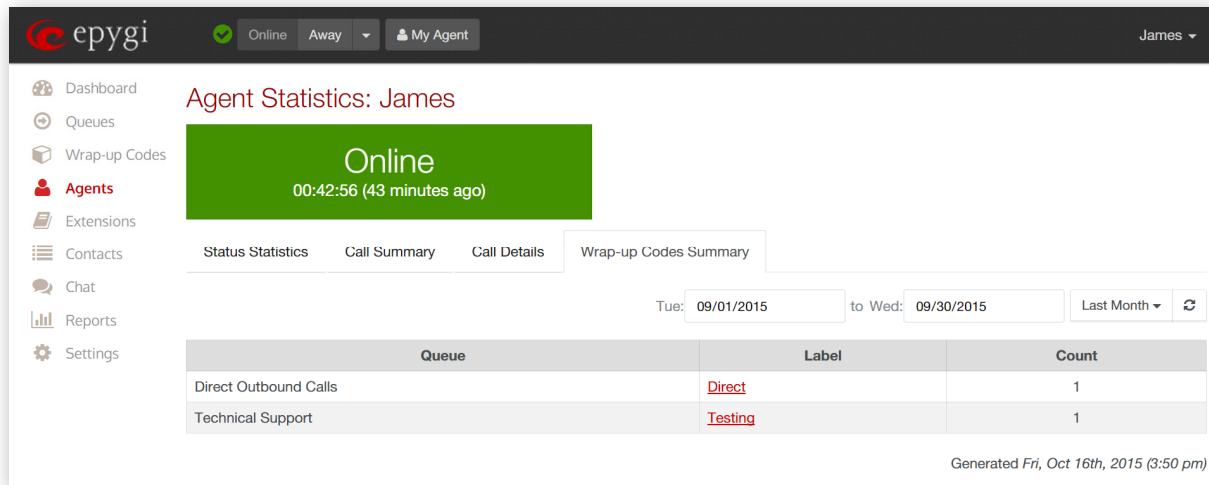 epygi Online Away My Agent James
Dashboard
Queues
Wrap-up Codes
Agents
Extensions
Contacts
Chat
Reports
Settings
Agent Statistics: James
Online
00:42:56 (43 minutes ago)
Status Statistics Call Summary Call Details Wrap-up Codes Summary
Tue: 09/01/2015 to Wed: 09/30/2015 Last Month
Queue Label Count
Direct Outbound Calls Direct 1
Technical Support Testing 1
Generated Fri, Oct 16th, 2015 (3:50 pm)